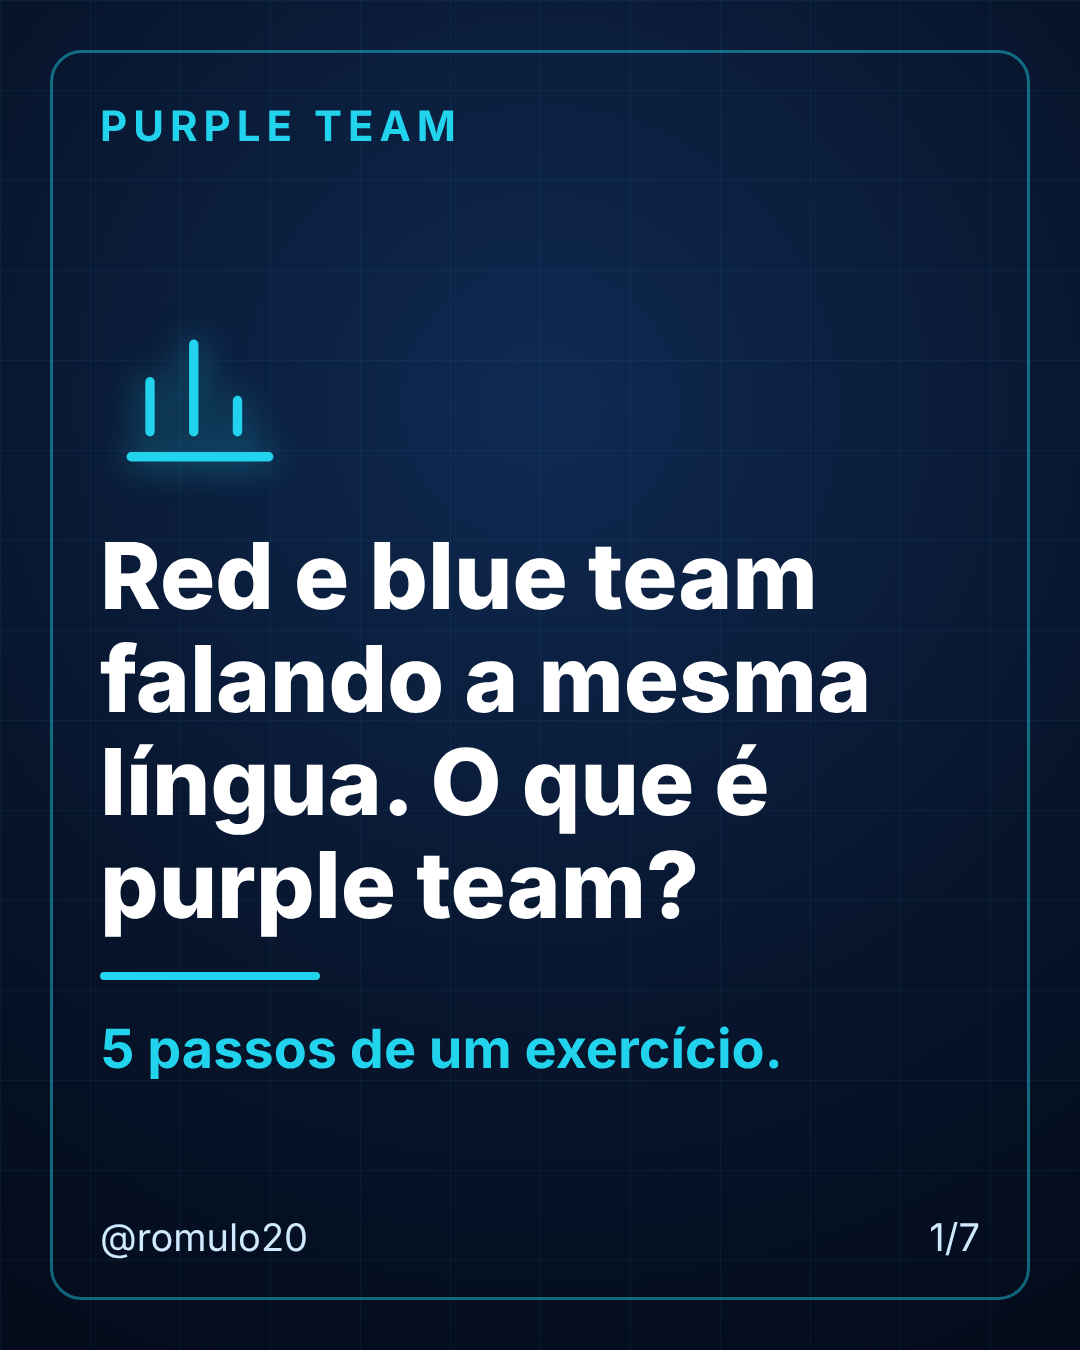 PURPLE TEAM
Red e blue team
falando a mesma
língua. O que é
purple team?
5 passos de um exercício.
@romulo20
1/7